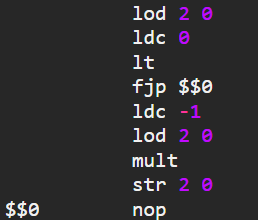 lod 2 0
ldc 0
lt
fjp $$0
ldc -1
lod 2 0
mult
str 2 0
$$0 nop